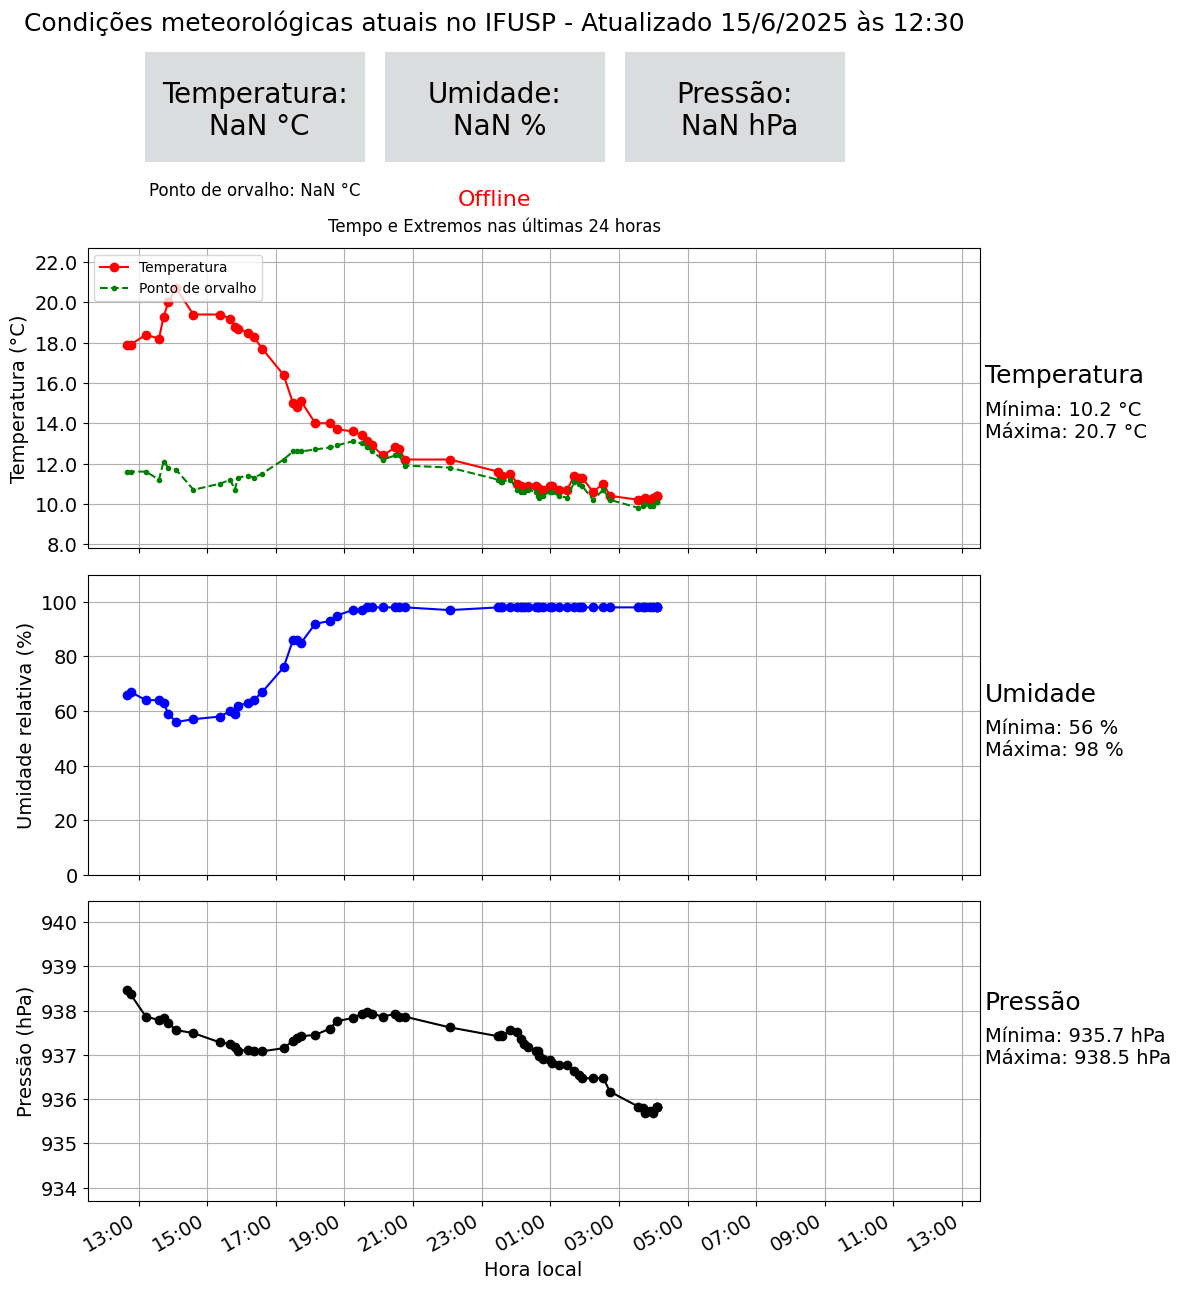 Condições meteorológicas atuais no IFUSP - Atualizado 15/6/2025 às 12:30
Temperatura:
NaN °C
Umidade:
NaN %
Pressão:
NaN hPa
Ponto de orvalho: NaN °C
Offline
Tempo e Extremos nas últimas 24 horas
Temperatura
Ponto de orvalho
Temperatura (°C)
22.0
20.0
18.0
16.0
14.0
12.0
10.0
8.0
Temperatura
Mínima: 10.2 °C
Máxima: 20.7 °C
Umidade relativa (%)
100
80
60
40
20
0
Umidade
Mínima: 56 %
Máxima: 98 %
Pressão (hPa)
940
939
938
937
936
935
934
Pressão
Mínima: 935.7 hPa
Máxima: 938.5 hPa
13:00
15:00
17:00
19:00
21:00
23:00
01:00
03:00
05:00
07:00
09:00
11:00
13:00
Hora local